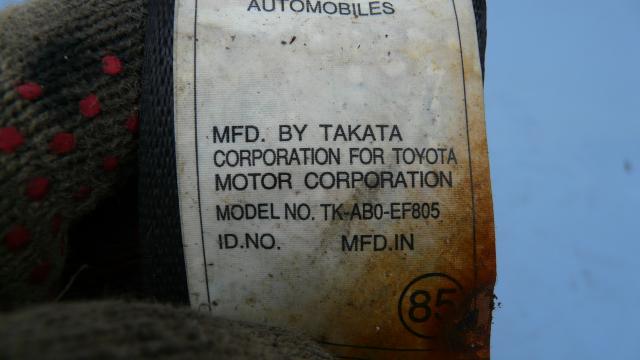 AUTOMOBILES
MFD. BY TAKATA
CORPORATION FOR TOYOTA
MOTOR CORPORATION
MODEL NO. TK-AB0-EF805
ID.NO. MFD.IN
85